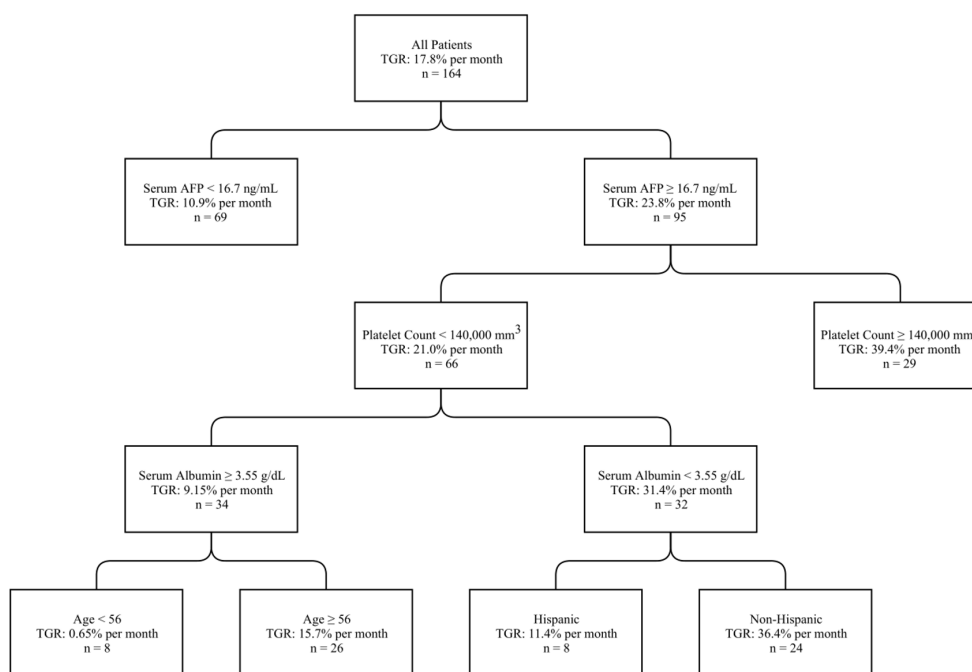 All Patients
TGR: 17.8% per month
n = 164
Serum AFP < 16.7 ng/mL
TGR: 10.9% per month
n = 69
Serum AFP ≥ 16.7 ng/mL
TGR: 23.8% per month
n = 95
Platelet Count < 140,000 mm³
TGR: 21.0% per month
n = 66
Platelet Count ≥ 140,000 mm
TGR: 39.4% per month
n = 29
Serum Albumin ≥ 3.55 g/dL
TGR: 9.15% per month
n = 34
Serum Albumin < 3.55 g/dL
TGR: 31.4% per month
n = 32
Age < 56
TGR: 0.65% per month
n = 8
Age ≥ 56
TGR: 15.7% per month
n = 26
Hispanic
TGR: 11.4% per month
n = 8
Non-Hispanic
TGR: 36.4% per month
n = 24